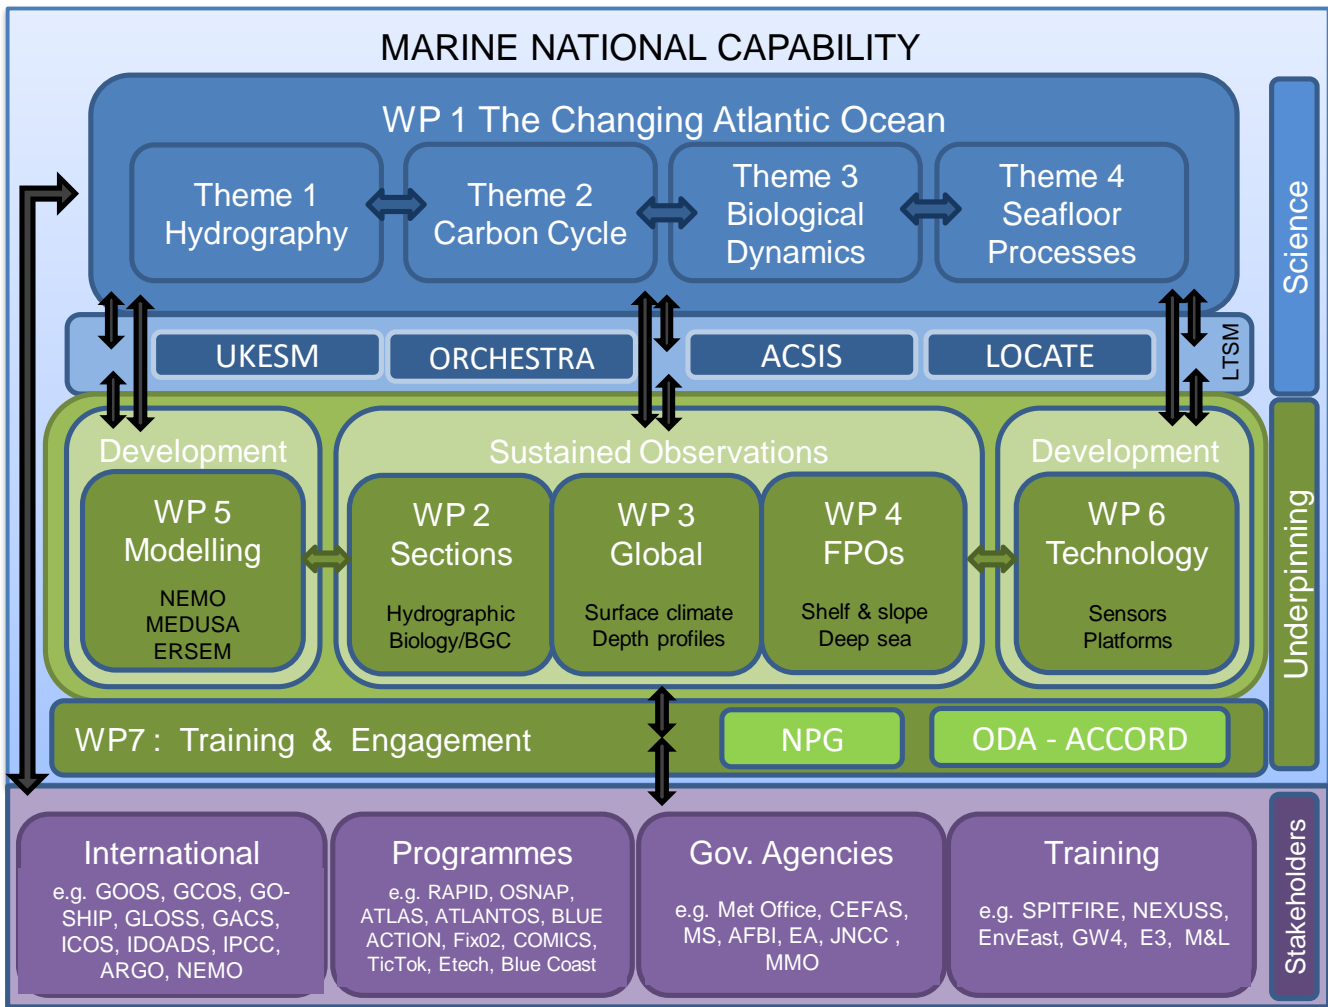 MARINE NATIONAL CAPABILITY
WP 1 The Changing Atlantic Ocean
Theme 1
Hydrography
Theme 2
Carbon Cycle
Theme 3
Biological
Dynamics
Theme 4
Seafloor
Processes
Science
UKESM
ORCHESTRA
ACSIS
LOCATE
LTSM
Development
WP 5
Modelling
NEMO
MEDUSA
ERSEM
Sustained Observations
WP 2
Sections
Hydrographic
Biology/BGC
WP 3
Global
Surface climate
Depth profiles
WP 4
FPOs
Shelf & slope
Deep sea
Development
WP 6
Technology
Sensors
Platforms
Underpinning
WP7 : Training & Engagement
NPG
ODA - ACCORD
International
e.g. GOOS, GCOS, GO-
SHIP, GLOSS, GACS,
ICOS, IDOADS, IPCC,
ARGO, NEMO
Programmes
e.g. RAPID, OSNAP,
ATLAS, ATLANTOS, BLUE
ACTION, Fix02, COMICS,
TicTok, Etech, Blue Coast
Gov. Agencies
e.g. Met Office, CEFAS,
MS, AFBI, EA, JNCC ,
MMO
Training
e.g. SPITFIRE, NEXUSS,
EnvEast, GW4, E3, M&L
Stakeholders